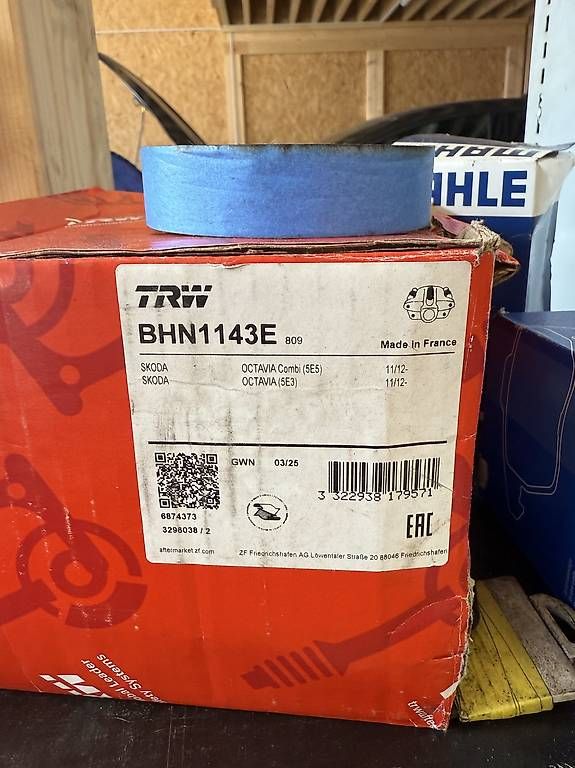 MAHLE
AHLE
TRW
TRW
BHN1143E 809
Made in France
SKODA OCTAVIA Combi (5E5) 11/12-
SKODA OCTAVIA (5E3) 11/12-
GWN 03/25
3 322938 179571
6874373
3298038 / 2
EAC
aftermarket.zf.com ZF Friedrichshafen AG Löwentaler Straße 20 88046 Friedrichshafen